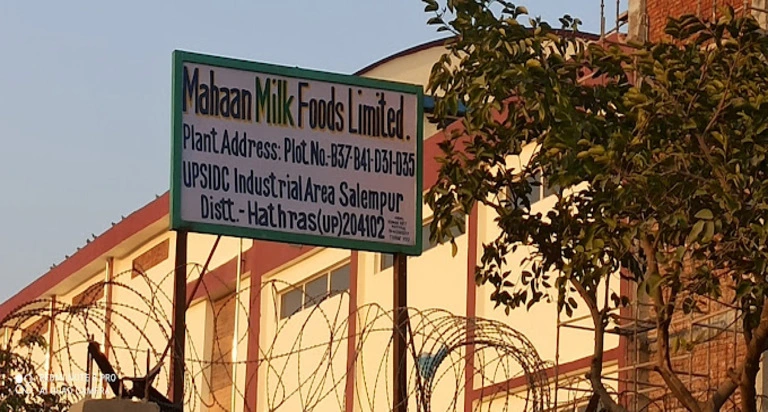 Mahaan Milk Foods Limited.
Plant Address: Plot No.-B37-B41-D31-D35
UPSIDC Industrial Area Salempur
Distt.- Hathras(UP)204102